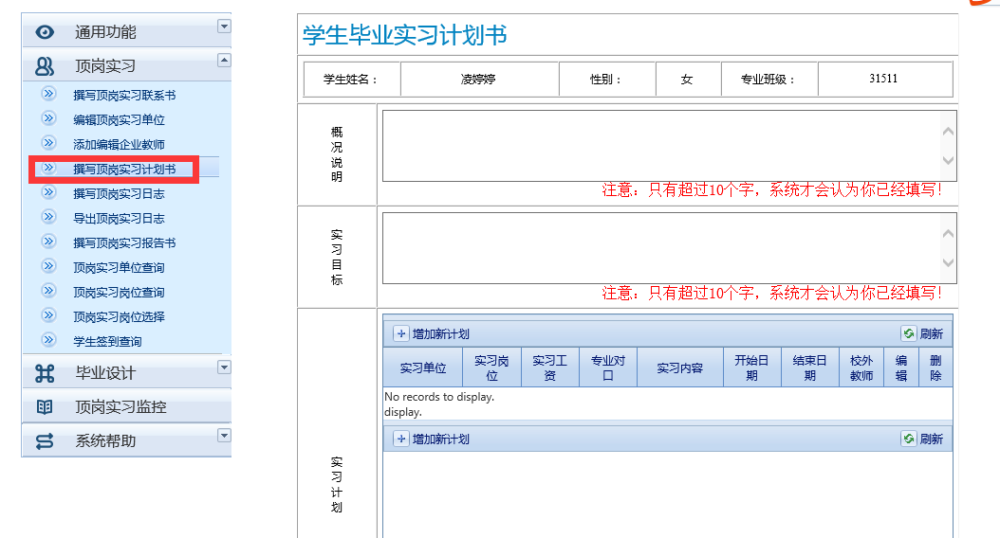 通用功能
顶岗实习
撰写顶岗实习联系书
编辑顶岗实习单位
添加编辑企业教师
撰写顶岗实习计划书
撰写顶岗实习日志
导出顶岗实习日志
撰写顶岗实习报告书
顶岗实习单位查询
顶岗实习岗位查询
顶岗实习岗位选择
学生签到查询
毕业设计
顶岗实习监控
系统帮助
学生毕业实习计划书
学生姓名： 凌婷婷 性别： 女 专业班级： 31511
概
况
说
明
注意：只有超过10个字，系统才会认为你已经填写！
实
习
目
标
注意：只有超过10个字，系统才会认为你已经填写！
增加新计划 刷新
实习单位 实习岗位 实习工资 专业对口 实习内容 开始日期 结束日期 校外教师 编辑 删除
No records to display.
display.
增加新计划 刷新
实
习
计
划